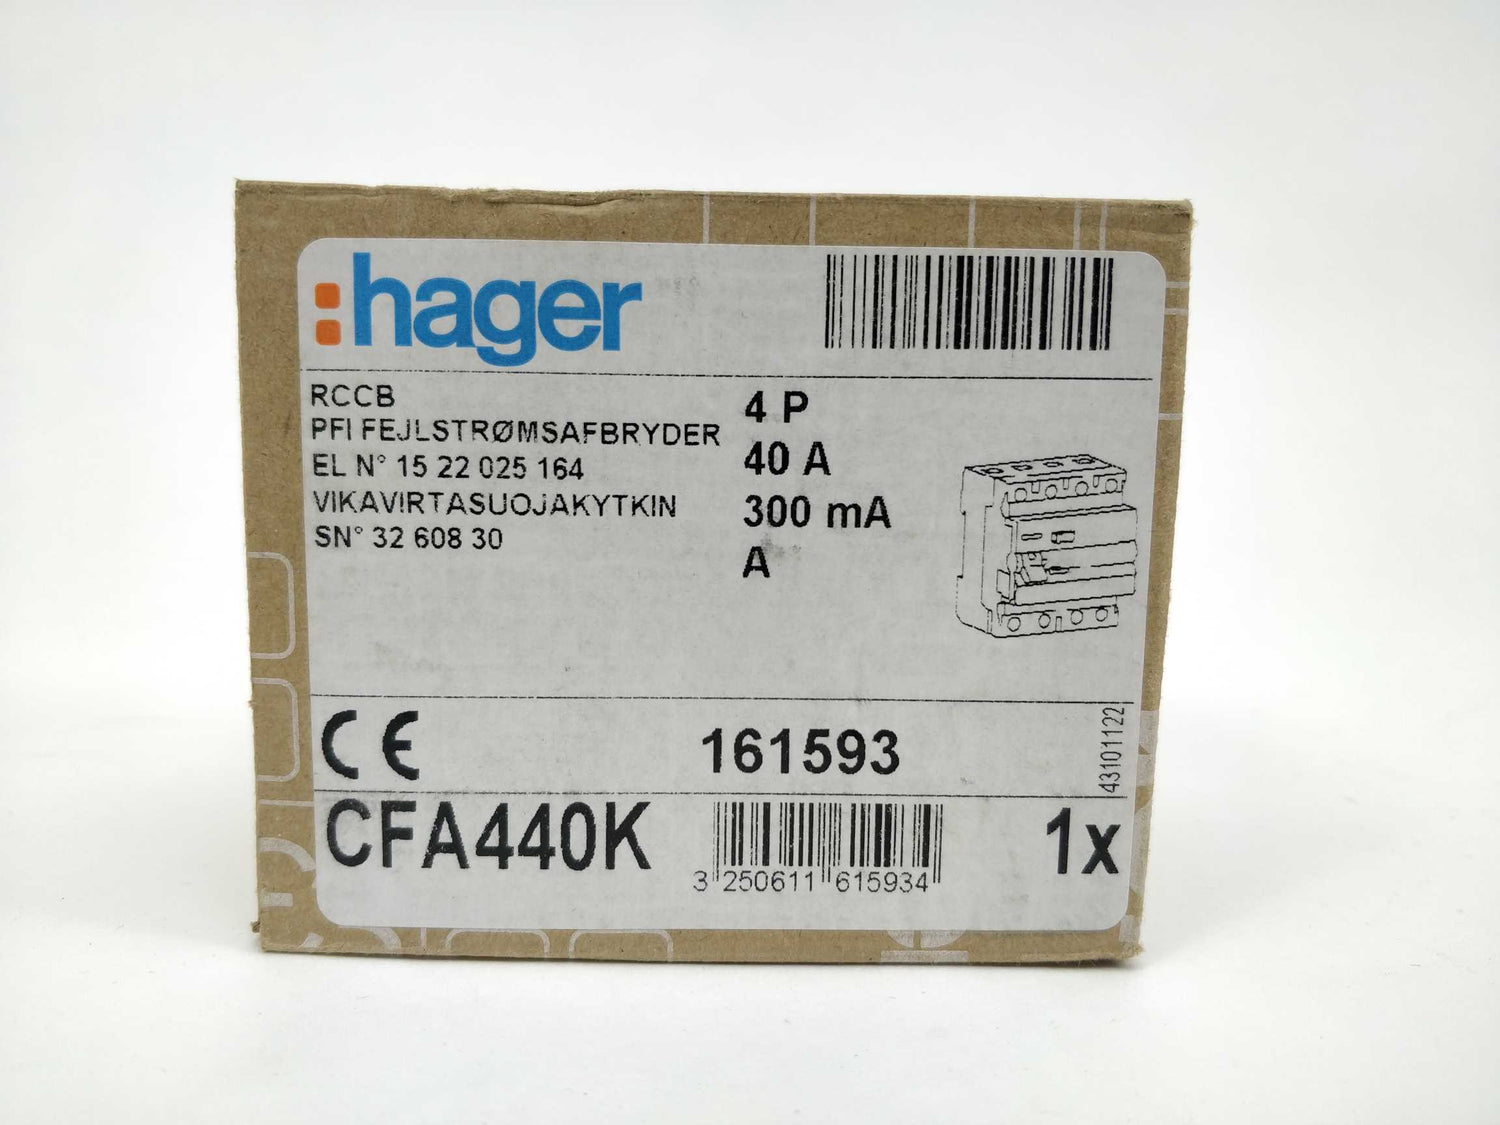 :hager
RCCB
PFI FEJLSTRØMSAFBRYDER
EL N° 15 22 025 164
VIKAVIRTASUOJAKYTKIN
SN° 32 608 30
4 P
40 A
300 mA
A
CE
161593
43101122
CFA440K
3 250611 615934
1x